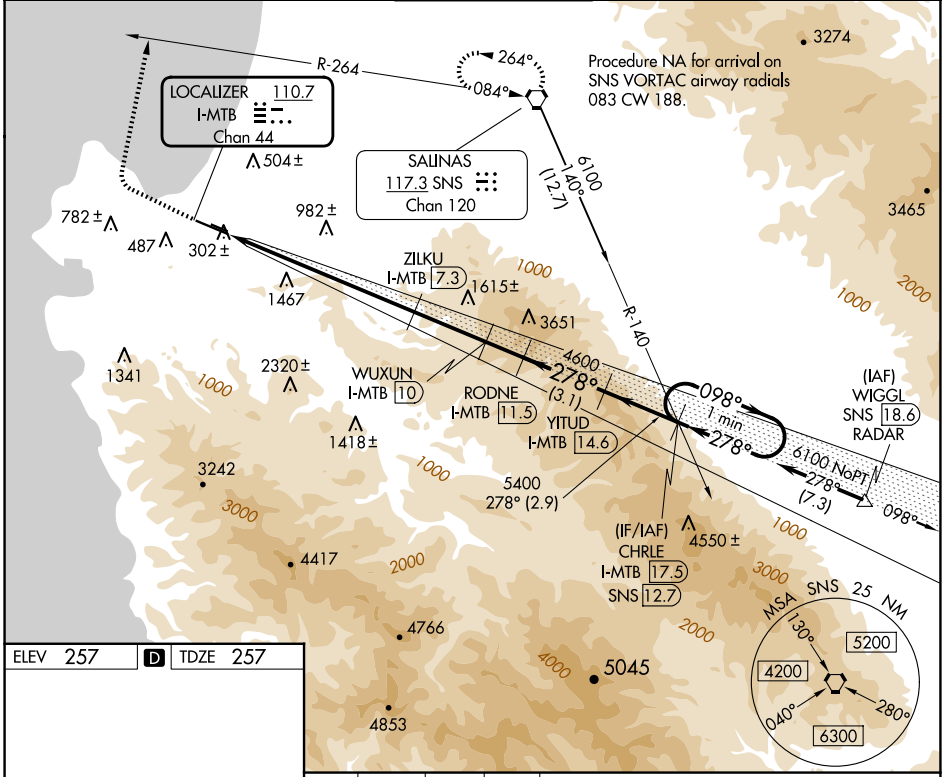 3274
R-264
264°
084°
Procedure NA for arrival on
SNS VORTAC airway radials
083 CW 188.
LOCALIZER 110.7
I-MTB
Chan 44
504 ±
SALINAS
117.3 SNS
Chan 120
6100
140°
(12.7)
3465
782 ±
487
302 ±
982 ±
ZILKU
I-MTB 7.3
1000
1615 ±
2000
1000
1467
3651
R-140
1341
1000
2320 ±
WUXUN
I-MTB 10
4600
278°
(3.1)
RODNE
I-MTB 11.5
YITUD
I-MTB 14.6
098°
1 min
278°
(IAF)
WIGGL
SNS 18.6
RADAR
1418 ±
6100 NoPT
278°
(7.3)
098°
1000
3242
3000
5400
278° (2.9)
(IF/IAF)
CHRLE
I-MTB 17.5
SNS 12.7
4550 ±
1000
3000
4417
2000
2000
4766
4000
5045
4853
MSA SNS 25 NM
130°
5200
4200
040°
280°
6300
ELEV 257 D TDZE 257